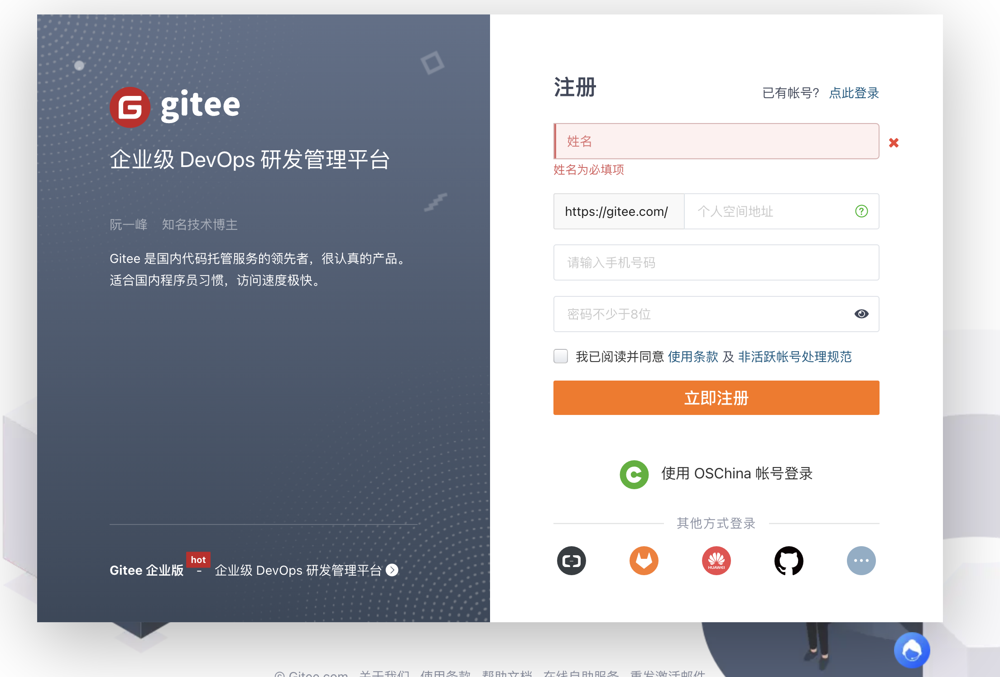 gitee
企业级 DevOps 研发管理平台
阮一峰 知名技术博主
Gitee 是国内代码托管服务的领先者，很认真的产品。
适合国内程序员习惯，访问速度极快。
Gitee 企业版 hot - 企业级 DevOps 研发管理平台
注册
已有帐号? 点此登录
姓名
姓名为必填项
https://gitee.com/ 个人空间地址
请输入手机号码
密码不少于8位
我已阅读并同意 使用条款 及 非活跃帐号处理规范
立即注册
使用 OSChina 帐号登录
其他方式登录
HUAWEI
© Gitee.com 关于我们 使用条款 帮助文档 在线自助服务 重发激活邮件